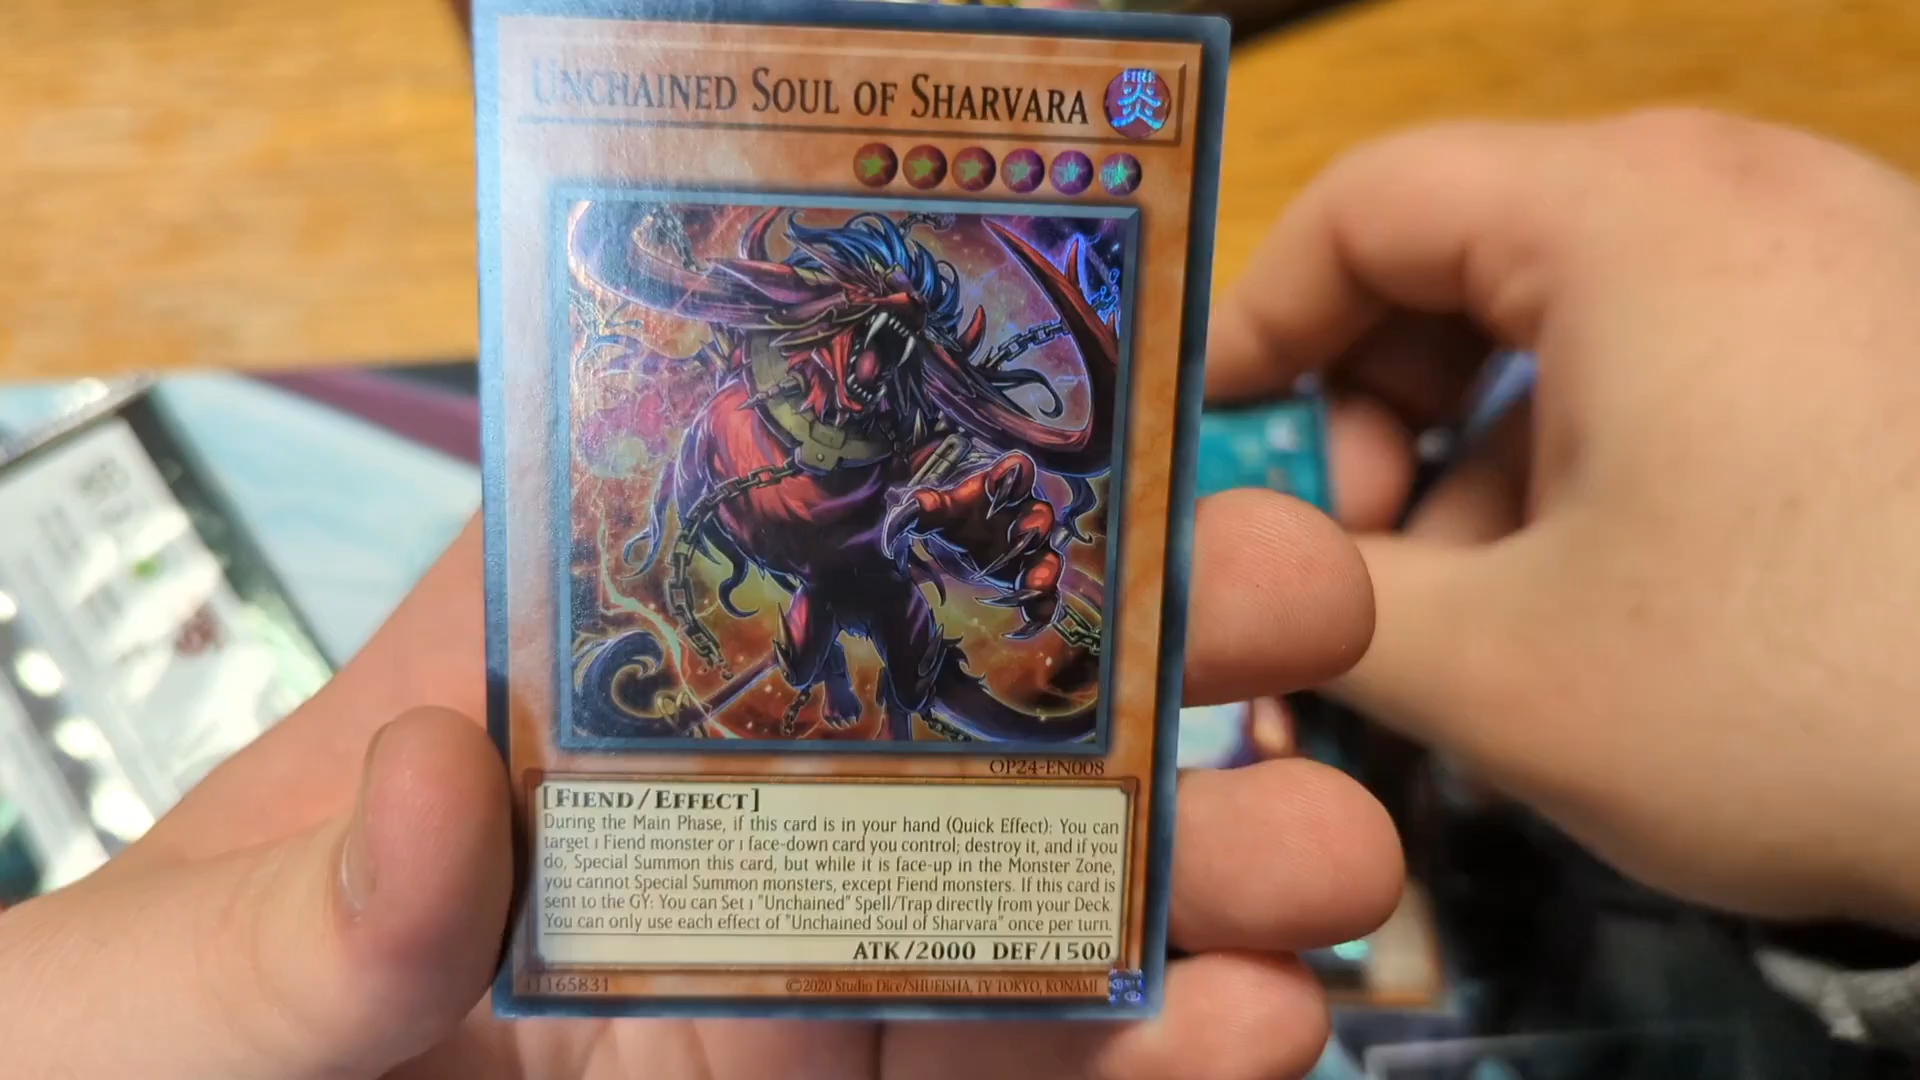 UNCHAINED SOUL OF SHARVARA
FIRE
炎
OP24-EN008
[FIEND/EFFECT]
During the Main Phase, if this card is in your hand (Quick Effect): You can
target 1 Fiend monster or 1 face-down card you control; destroy it, and if you
do, Special Summon this card, but while it is face-up in the Monster Zone,
you cannot Special Summon monsters, except Fiend monsters. If this card is
sent to the GY: You can Set 1 "Unchained" Spell/Trap directly from your Deck.
You can only use each effect of "Unchained Soul of Sharvara" once per turn.
ATK/2000 DEF/1500
41165831
©2020 Studio Dice/SHUEISHA, TV TOKYO, KONAMI